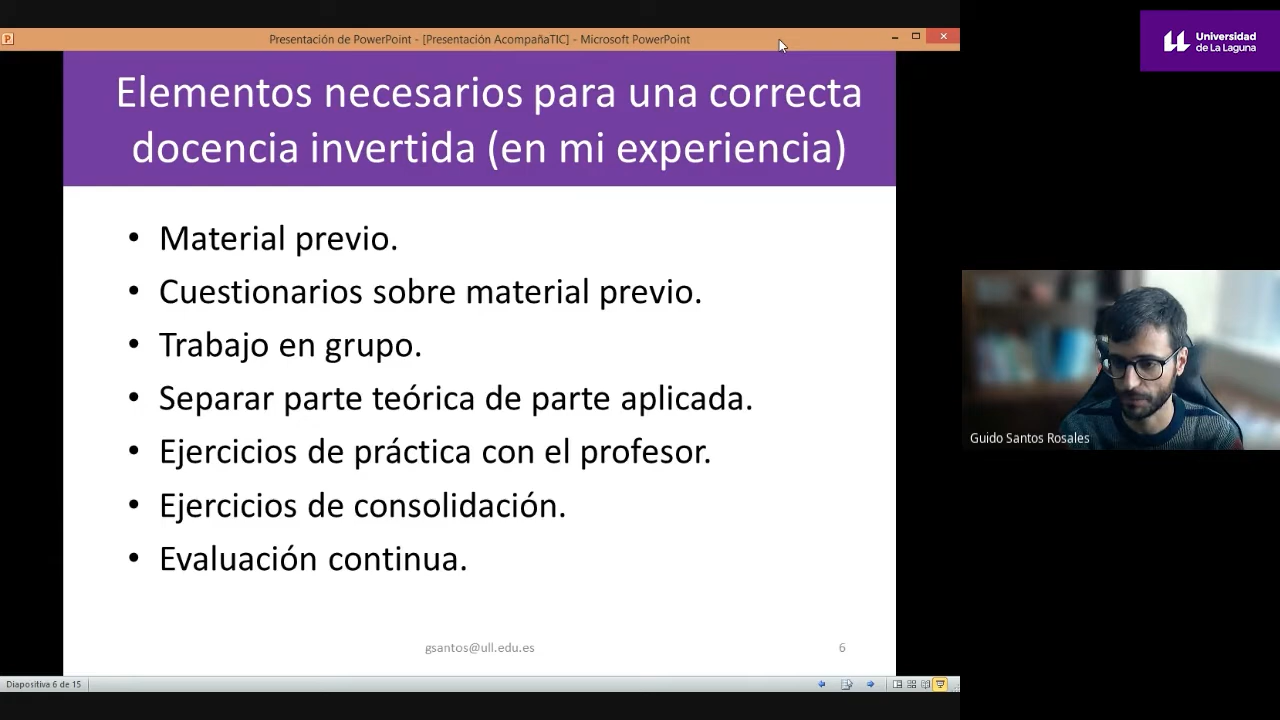 Presentación de PowerPoint - [Presentación AcompañaTIC] - Microsoft PowerPoint
Universidad
de La Laguna
Elementos necesarios para una correcta
docencia invertida (en mi experiencia)
• Material previo.
• Cuestionarios sobre material previo.
• Trabajo en grupo.
• Separar parte teórica de parte aplicada.
• Ejercicios de práctica con el profesor.
• Ejercicios de consolidación.
• Evaluación continua.
Guido Santos Rosales
gsantos@ull.edu.es
6
Diapositiva 6 de 15